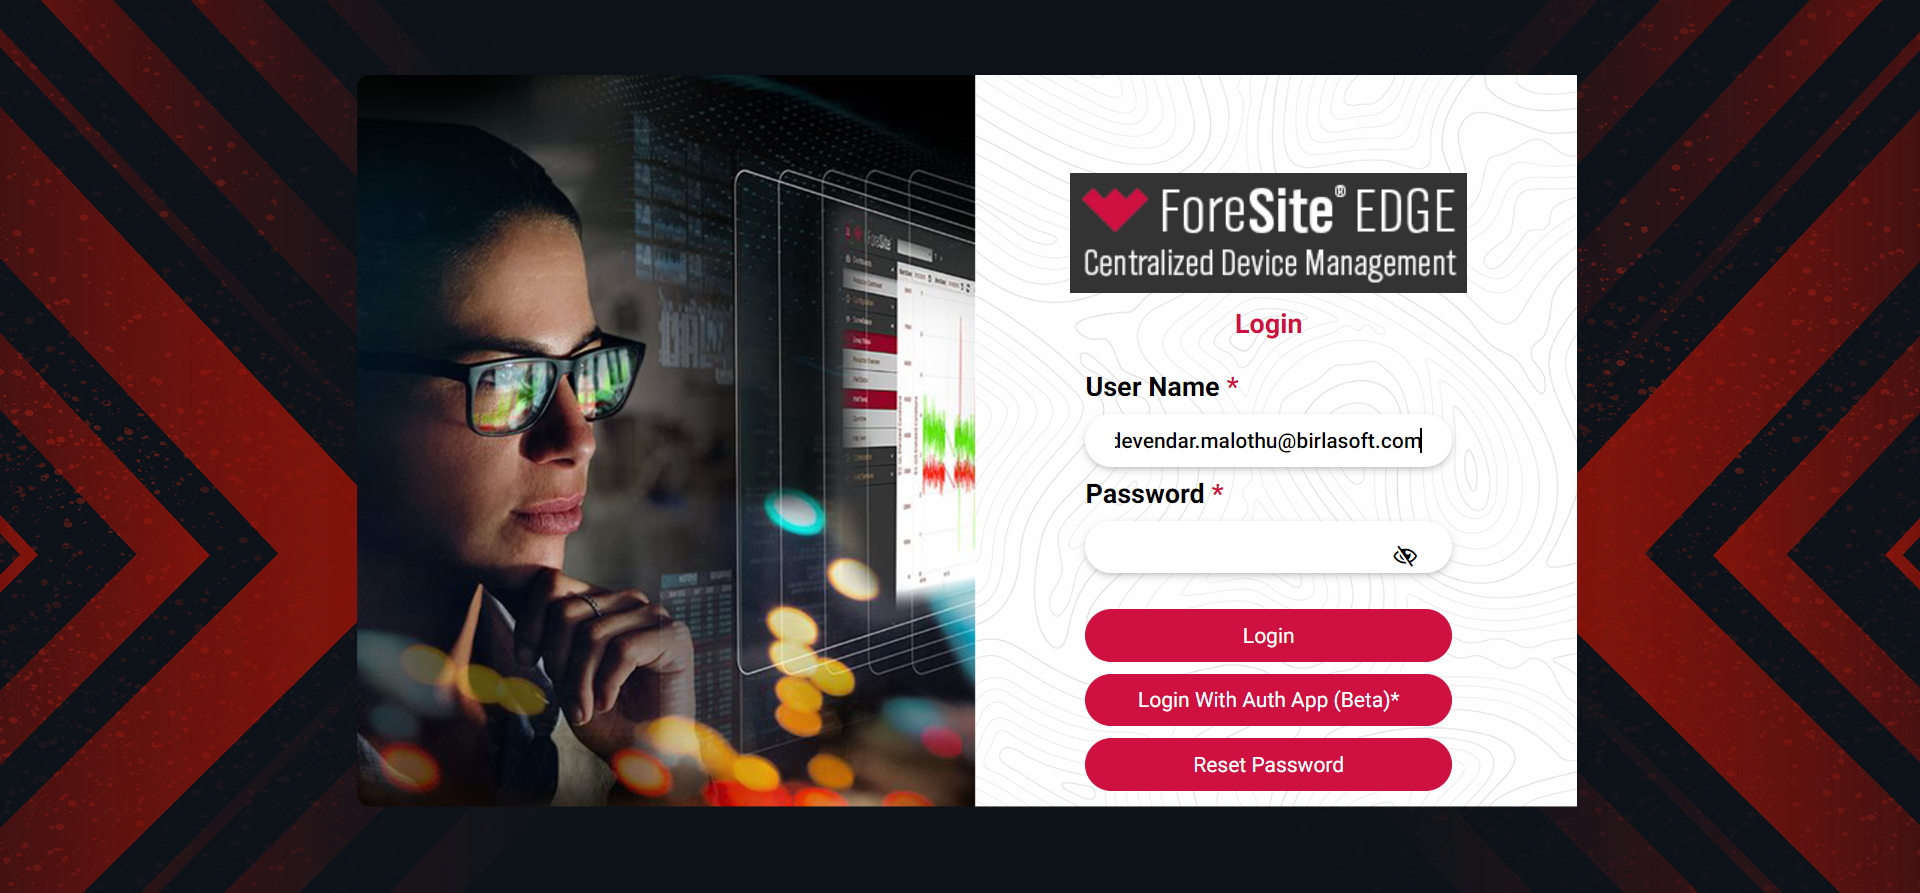 ForeSite® EDGE
Centralized Device Management
Login
User Name *
devendar.malothu@birlasoft.com
Password *
Login
Login With Auth App (Beta)*
Reset Password
ForeSite